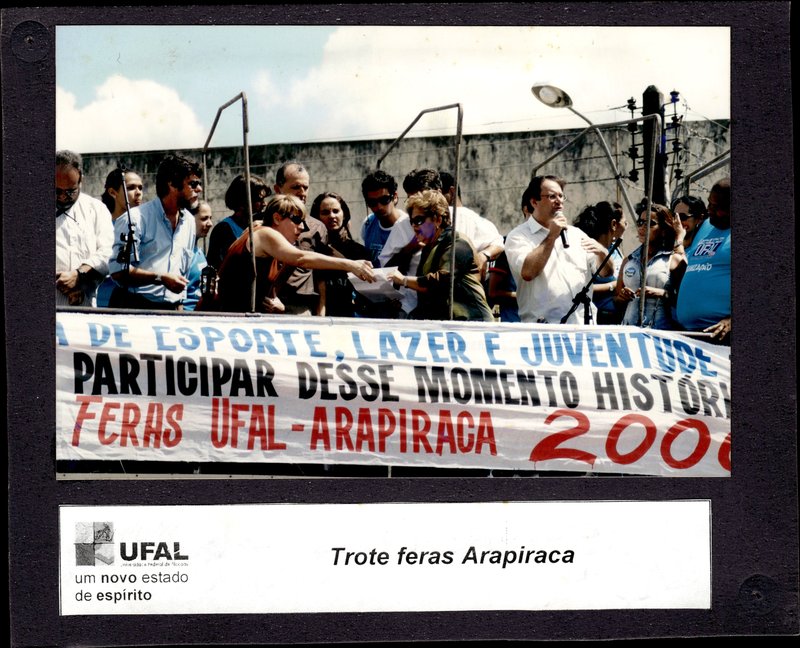 A DE ESPORTE, LAZER E JUVENTUDE
PARTICIPAR DESSE MOMENTO HISTÓRI
FERAS UFAL-ARAPIRACA 2006
UFAL
um novo estado
de espírito
Trote feras Arapiraca